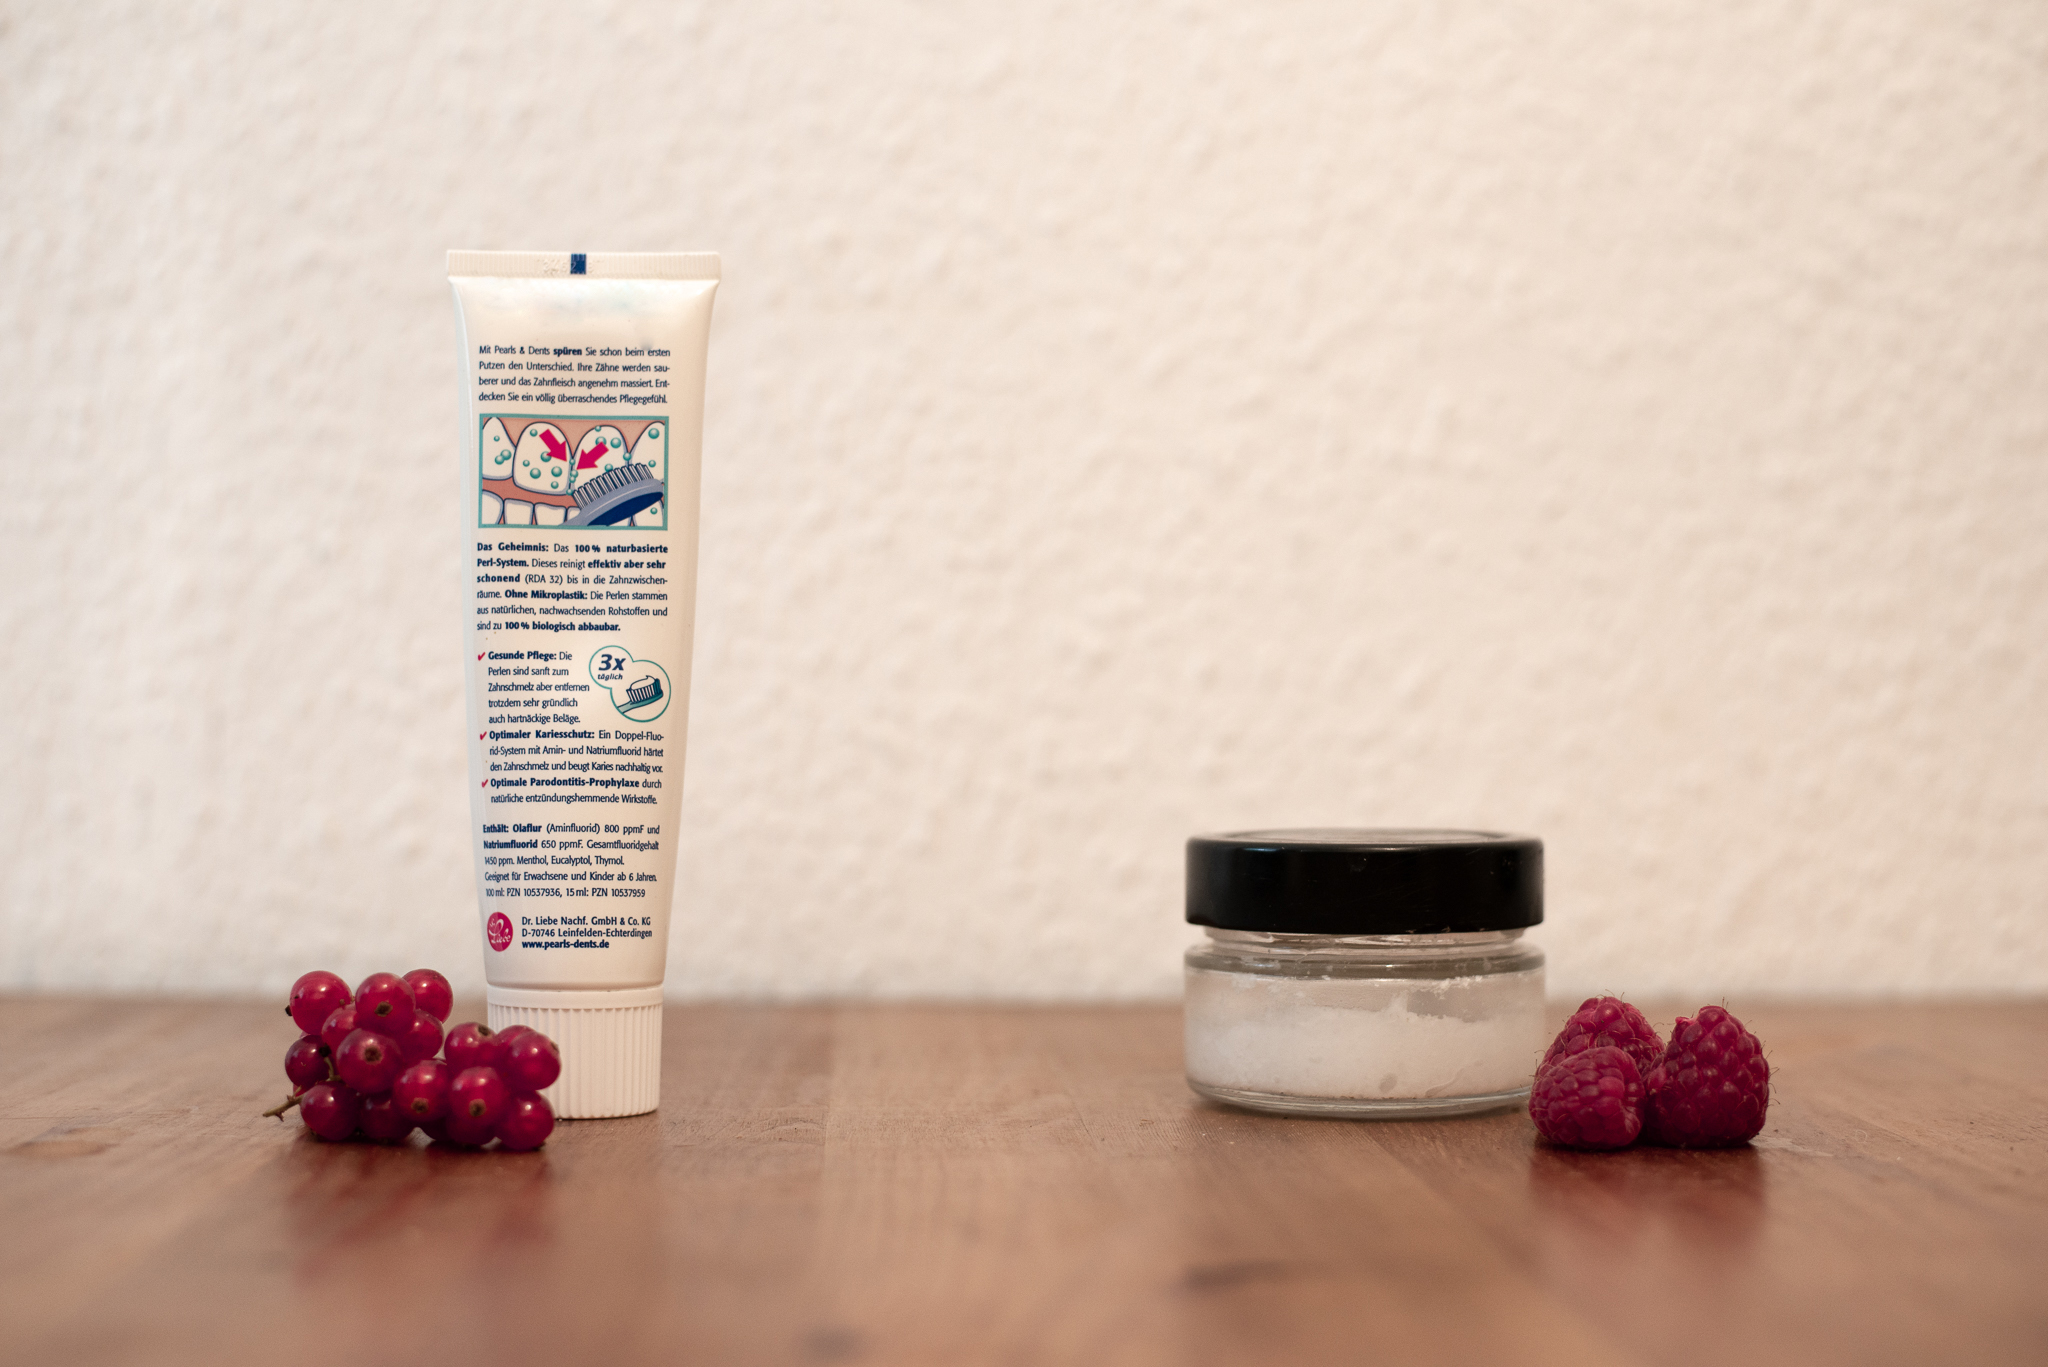 Mit Pearls & Dents spüren Sie schon beim ersten
Putzen den Unterschied. Ihre Zähne werden sau-
berer und das Zahnfleisch angenehm massiert. Ent-
decken Sie ein völlig überraschendes Pflegegefühl.
Das Geheimnis: Das 100 % naturbasierte
Perl-System. Dieses reinigt effektiv aber sehr
schonend (RDA 32) bis in die Zahnzwischen-
räume. Ohne Mikroplastik: Die Perlen stammen
aus natürlichen, nachwachsenden Rohstoffen und
sind zu 100 % biologisch abbaubar.
Gesunde Pflege: Die
Perlen sind sanft zum
Zahnschmelz aber entfernen
trotzdem sehr gründlich
auch hartnäckige Beläge.
3x
täglich
Optimaler Kariesschutz: Ein Doppel-Fluo-
rid-System mit Amin- und Natriumfluorid härtet
den Zahnschmelz und beugt Karies nachhaltig vor.
Optimale Parodontitis-Prophylaxe durch
natürliche entzündungshemmende Wirkstoffe.
Enthält: Olaflur (Aminfluorid) 800 ppmF und
Natriumfluorid 650 ppmF. Gesamtfluoridgehalt
1450 ppm. Menthol, Eucalyptol, Thymol.
Geeignet für Erwachsene und Kinder ab 6 Jahren.
100 ml: PZN 10537936, 15 ml: PZN 10537959
Dr. Liebe
Dr. Liebe Nachf. GmbH & Co. KG
D-70746 Leinfelden-Echterdingen
www.pearls-dents.de